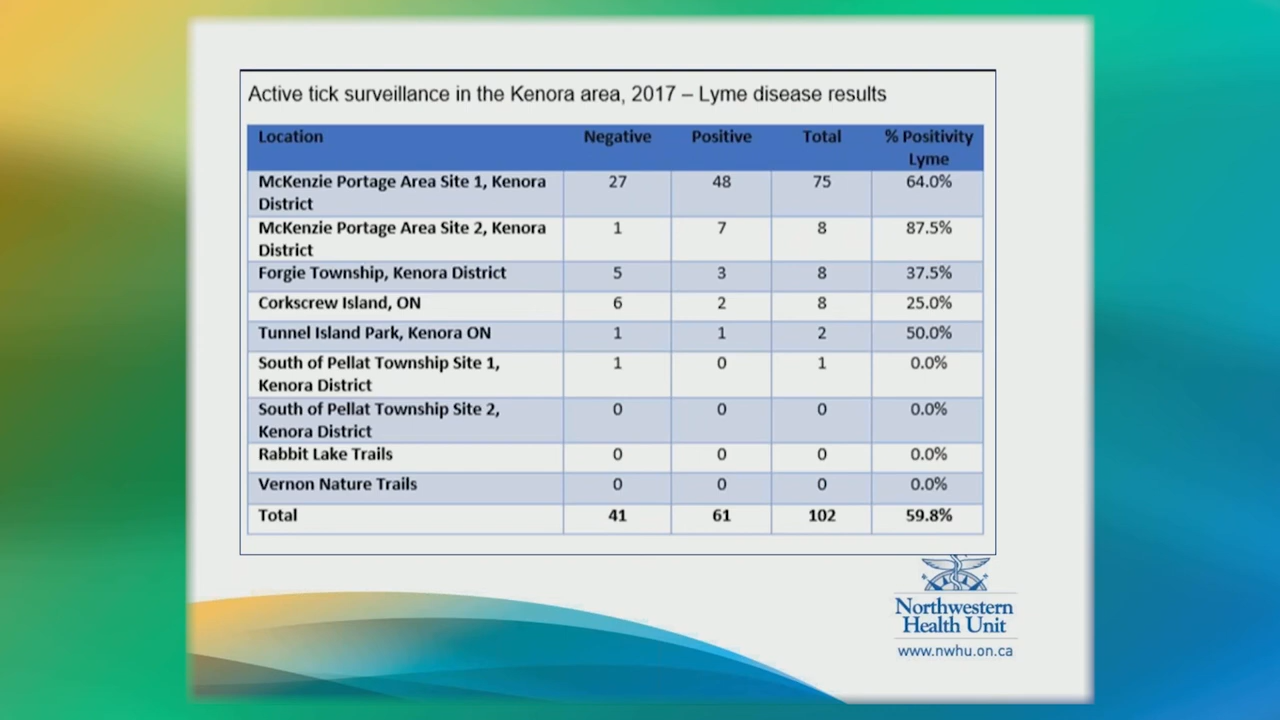 Active tick surveillance in the Kenora area, 2017 – Lyme disease results
Location Negative Positive Total % Positivity
Lyme
McKenzie Portage Area Site 1, Kenora 27 48 75 64.0%
District
McKenzie Portage Area Site 2, Kenora 1 7 8 87.5%
District
Forgie Township, Kenora District 5 3 8 37.5%
Corkscrew Island, ON 6 2 8 25.0%
Tunnel Island Park, Kenora ON 1 1 2 50.0%
South of Pellat Township Site 1, 1 0 1 0.0%
Kenora District
South of Pellat Township Site 2, 0 0 0 0.0%
Kenora District
Rabbit Lake Trails 0 0 0 0.0%
Vernon Nature Trails 0 0 0 0.0%
Total 41 61 102 59.8%
Northwestern
Health Unit
www.nwhu.on.ca